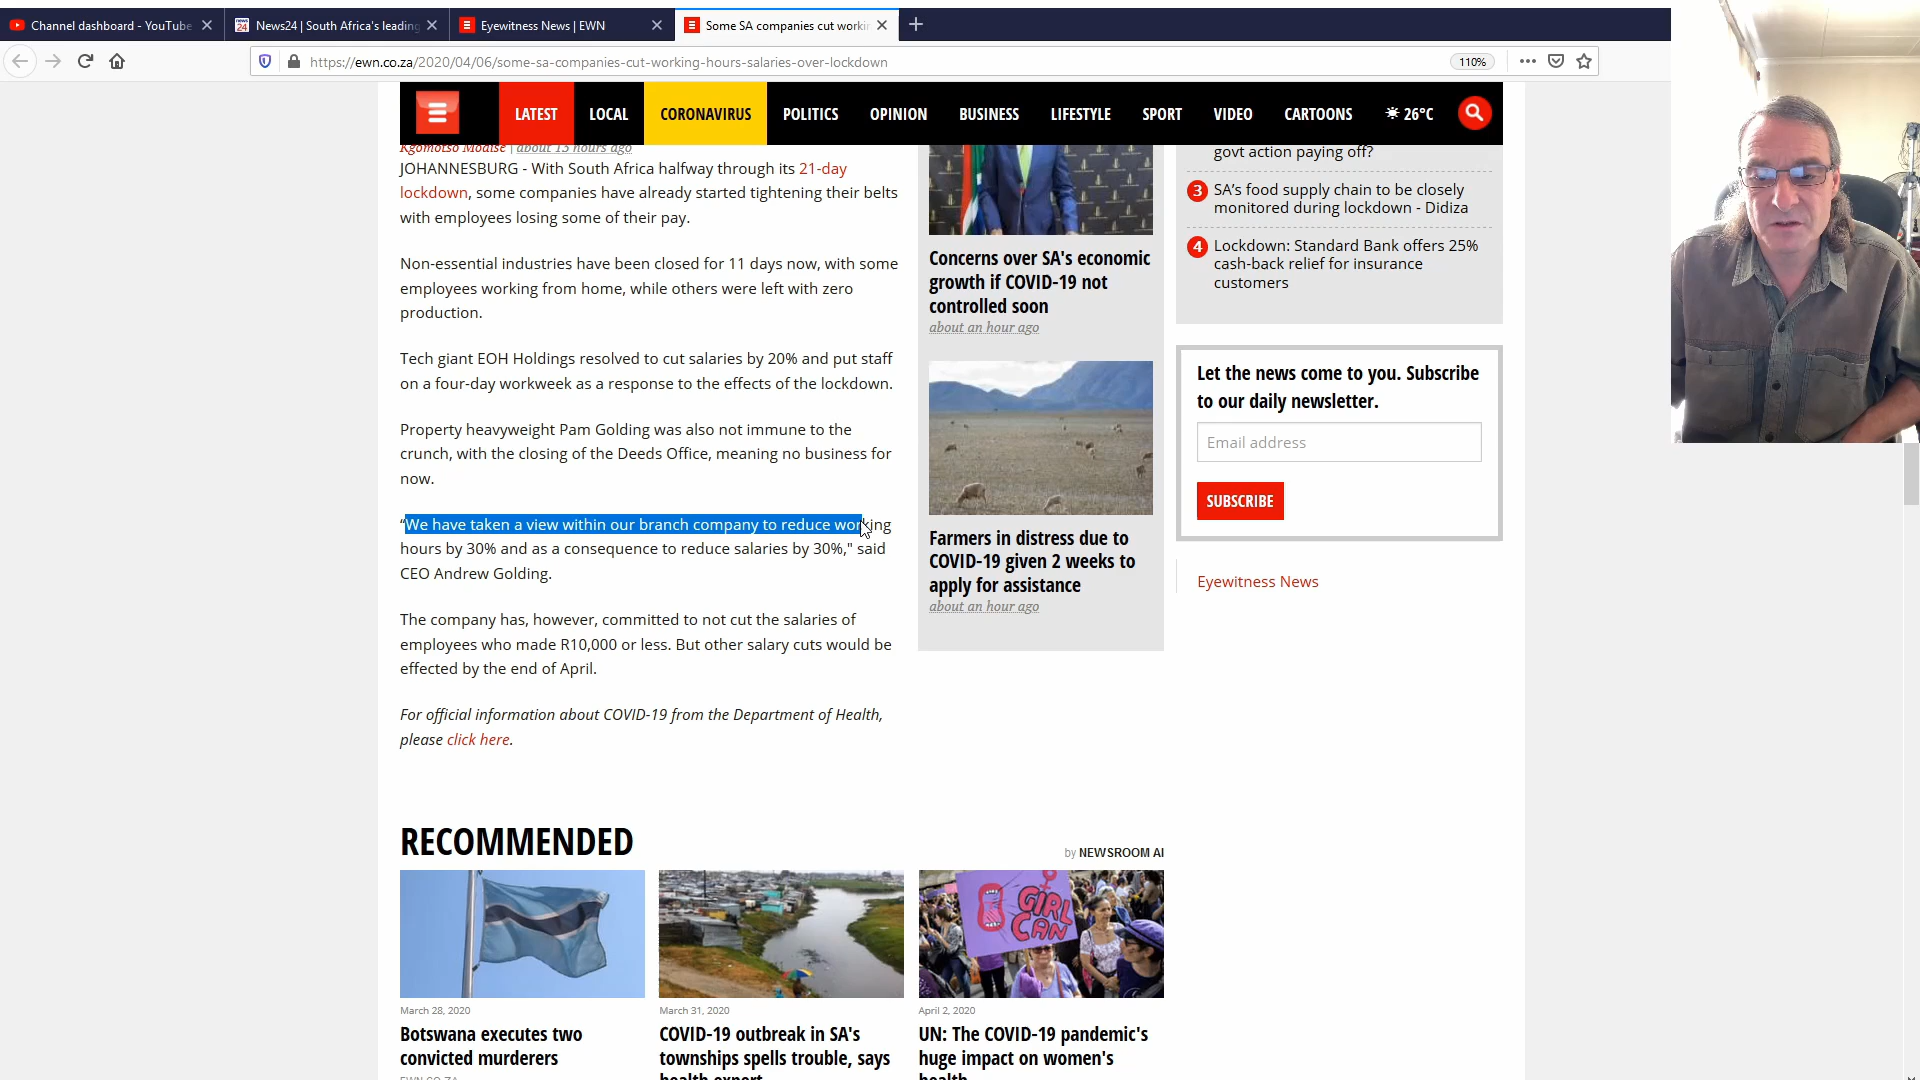 Channel dashboard - YouTube
News24 | South Africa's leading
Eyewitness News | EWN
Some SA companies cut worki
https://ewn.co.za/2020/04/06/some-sa-companies-cut-working-hours-salaries-over-lockdown
110%
LATEST
LOCAL
CORONAVIRUS
POLITICS
OPINION
BUSINESS
LIFESTYLE
SPORT
VIDEO
CARTOONS
26°C
Kgomotso Modise | about 13 hours ago
JOHANNESBURG - With South Africa halfway through its 21-day
lockdown, some companies have already started tightening their belts
with employees losing some of their pay.
Non-essential industries have been closed for 11 days now, with some
employees working from home, while others were left with zero
production.
Tech giant EOH Holdings resolved to cut salaries by 20% and put staff
on a four-day workweek as a response to the effects of the lockdown.
Property heavyweight Pam Golding was also not immune to the
crunch, with the closing of the Deeds Office, meaning no business for
now.
“We have taken a view within our branch company to reduce working
hours by 30% and as a consequence to reduce salaries by 30%," said
CEO Andrew Golding.
The company has, however, committed to not cut the salaries of
employees who made R10,000 or less. But other salary cuts would be
effected by the end of April.
For official information about COVID-19 from the Department of Health,
please click here.
Concerns over SA's economic
growth if COVID-19 not
controlled soon
about an hour ago
Farmers in distress due to
COVID-19 given 2 weeks to
apply for assistance
about an hour ago
govt action paying off?
3 SA’s food supply chain to be closely
monitored during lockdown - Didiza
4 Lockdown: Standard Bank offers 25%
cash-back relief for insurance
customers
Let the news come to you. Subscribe
to our daily newsletter.
Email address
SUBSCRIBE
Eyewitness News
RECOMMENDED
by NEWSROOM AI
GIRL
CAN
March 28, 2020
Botswana executes two
convicted murderers
EWN.CO.ZA
March 31, 2020
COVID-19 outbreak in SA's
townships spells trouble, says
health expert
April 2, 2020
UN: The COVID-19 pandemic's
huge impact on women's
health